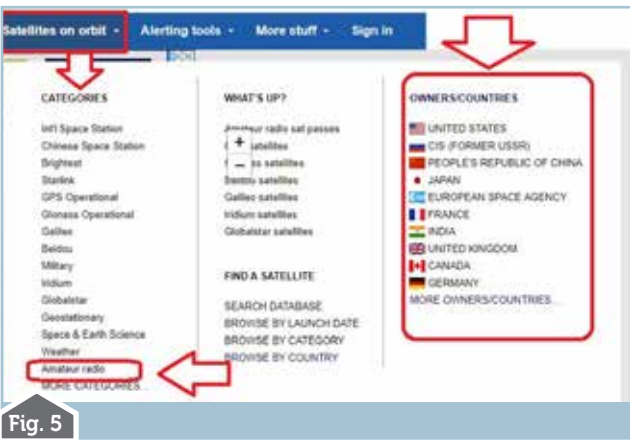 Satellites on orbit
Alerting tools
More stuff
Sign in
CATEGORIES
Int'l Space Station
Chinese Space Station
Brightest
Starlink
GPS Operational
Glonass Operational
Galileo
Beidou
Military
Iridium
Globalstar
Geostationary
Space & Earth Science
Weather
Amateur radio
MORE CATEGORIES...
WHAT'S UP?
Amateur radio sat passes
satellites
satellites
Beidou satellites
Galileo satellites
Iridium satellites
Globalstar satellites
FIND A SATELLITE
SEARCH DATABASE
BROWSE BY LAUNCH DATE
BROWSE BY CATEGORY
BROWSE BY COUNTRY
OWNERS/COUNTRIES
UNITED STATES
CIS (FORMER USSR)
PEOPLE'S REPUBLIC OF CHINA
JAPAN
EUROPEAN SPACE AGENCY
FRANCE
INDIA
UNITED KINGDOM
CANADA
GERMANY
MORE OWNERS/COUNTRIES...
Fig. 5